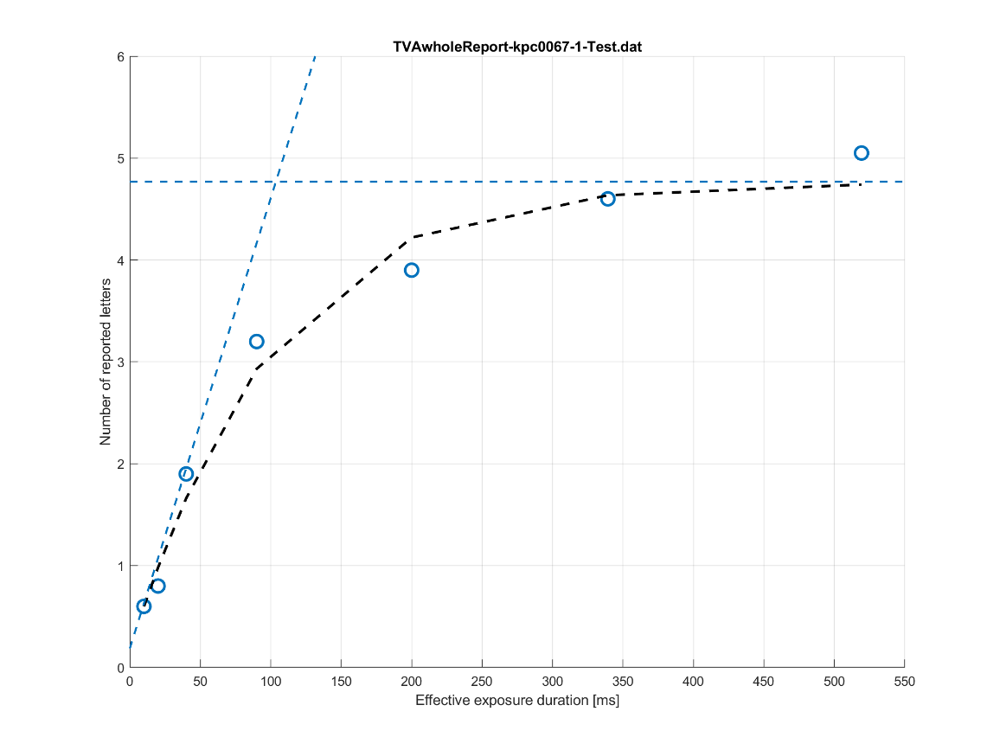 TVAwholeReport-kpc0067-1-Test.dat
6
5
4
3
2
1
0
Number of reported letters
0 50 100 150 200 250 300 350 400 450 500 550
Effective exposure duration [ms]